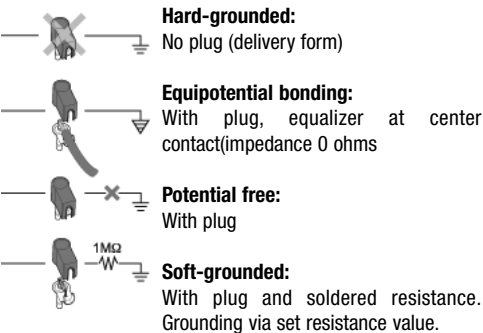 Hard-grounded:
No plug (delivery form)
Equipotential bonding:
With plug, equalizer at center
contact(impedance 0 ohms
Potential free:
With plug
1MΩ
Soft-grounded:
With plug and soldered resistance.
Grounding via set resistance value.